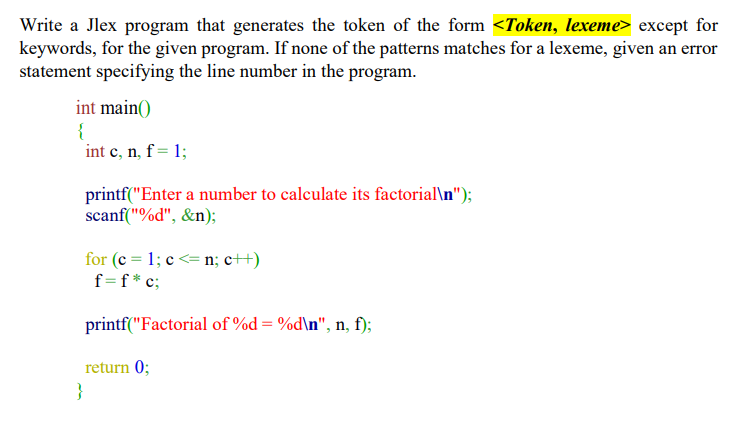 Write a Jlex program that generates the token of the form <Token, lexeme> except for
keywords, for the given program. If none of the patterns matches for a lexeme, given an error
statement specifying the line number in the program.
int main()
{
int c, n, f = 1;
printf("Enter a number to calculate its factorial\n");
scanf("%d", &n);
for (c = 1; c <= n; c++)
f = f * c;
printf("Factorial of %d = %d\n", n, f);
return 0;
}